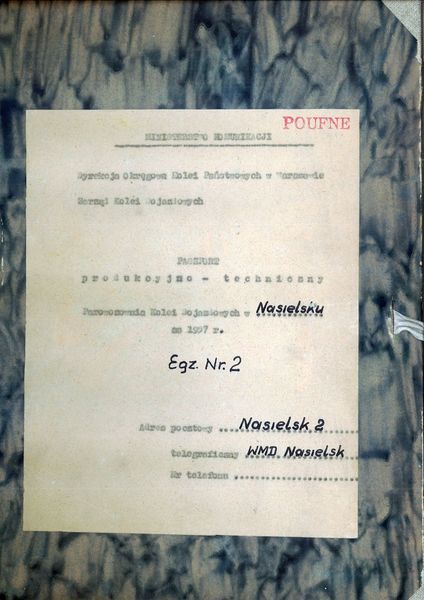 POUFNE
MINISTERSTWO KOMUNIKACJI
Dyrekcja Okręgowa Kolei Państwowych w Warszawie
Zarząd Kolei Dojazdowych
PASZPORT
produkcyjno - techniczny
Parowozownia Kolei Dojazdowych w Nasielsku
za 1957 r.
Egz. Nr. 2
Adres pocztowy .... Nasielsk 2
telegraficzny WMD Nasielsk
Nr telefonu ..................